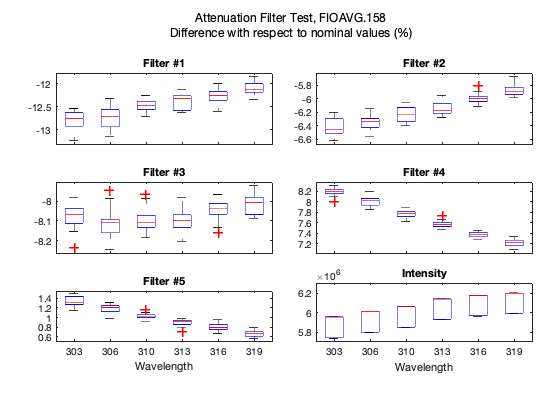 Attenuation Filter Test, FIOAVG.158
Difference with respect to nominal values (%)
Filter #1
-12
-12.5
-13
Filter #2
-5.8
-6
-6.2
-6.4
-6.6
Filter #3
-8
-8.1
-8.2
Filter #4
8.2
8
7.8
7.6
7.4
7.2
Filter #5
1.4
1.2
1
0.8
0.6
303 306 310 313 316 319
Wavelength
Intensity
×10^6
6.2
6
5.8
303 306 310 313 316 319
Wavelength